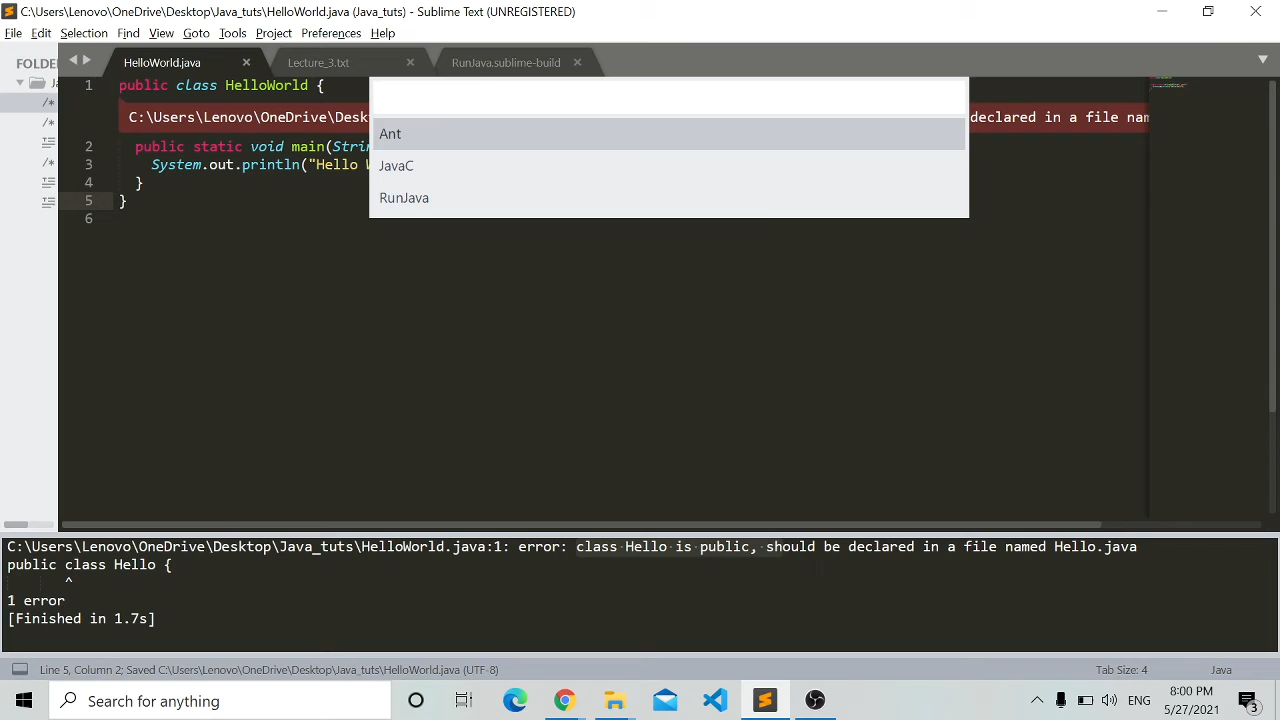 C:\Users\Lenovo\OneDrive\Desktop\Java_tuts\HelloWorld.java (Java_tuts) - Sublime Text (UNREGISTERED)
File Edit Selection Find View Goto Tools Project Preferences Help
FOLDER
HelloWorld.java × Lecture_3.txt × RunJava.sublime-build ×
/*
/*
/*
1 public class HelloWorld {
C:\Users\Lenovo\OneDrive\Desk declared in a file nam
2 public static void main(Strin
3 System.out.println("Hello W
4 }
5 }
6
Ant
JavaC
RunJava
C:\Users\Lenovo\OneDrive\Desktop\Java_tuts\HelloWorld.java:1: error: class Hello is public, should be declared in a file named Hello.java
public class Hello {
^
1 error
[Finished in 1.7s]
Line 5, Column 2; Saved C:\Users\Lenovo\OneDrive\Desktop\Java_tuts\HelloWorld.java (UTF-8) Tab Size: 4 Java
Search for anything
ENG
8:00 PM
5/27/2021
3